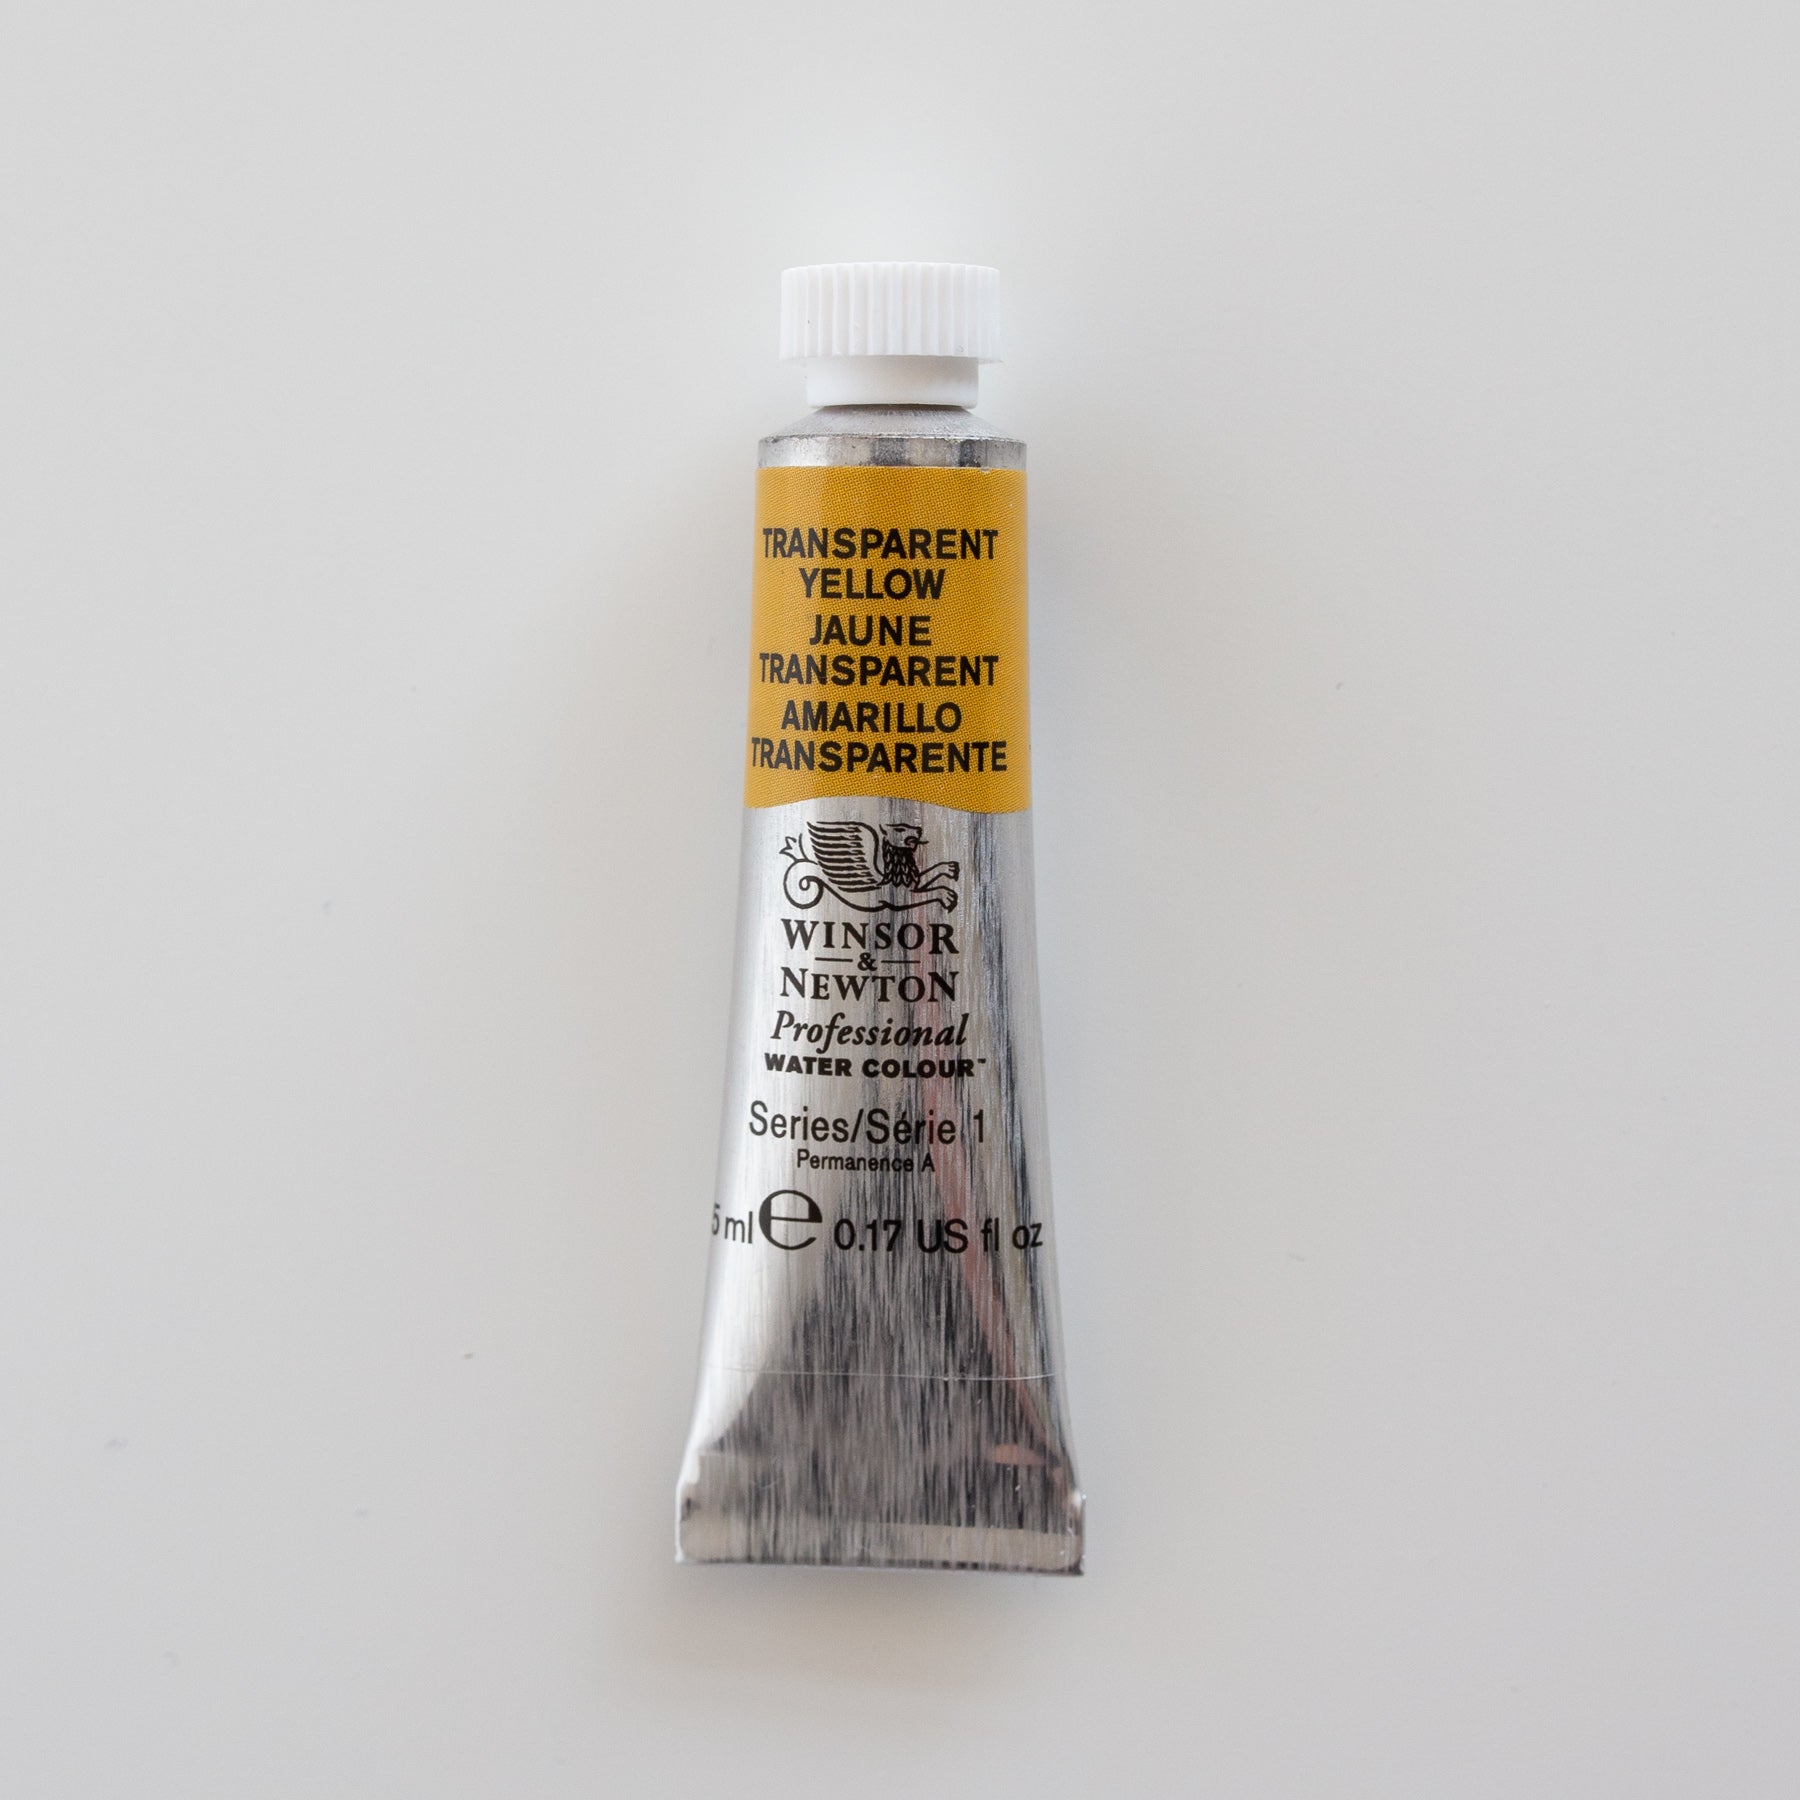 TRANSPARENT
YELLOW
JAUNE
TRANSPARENT
AMARILLO
TRANSPARENTE
WINSOR
&
NEWTON
Professional
WATER COLOUR™
Series/Série 1
Permanence A
5 ml e 0.17 US fl oz